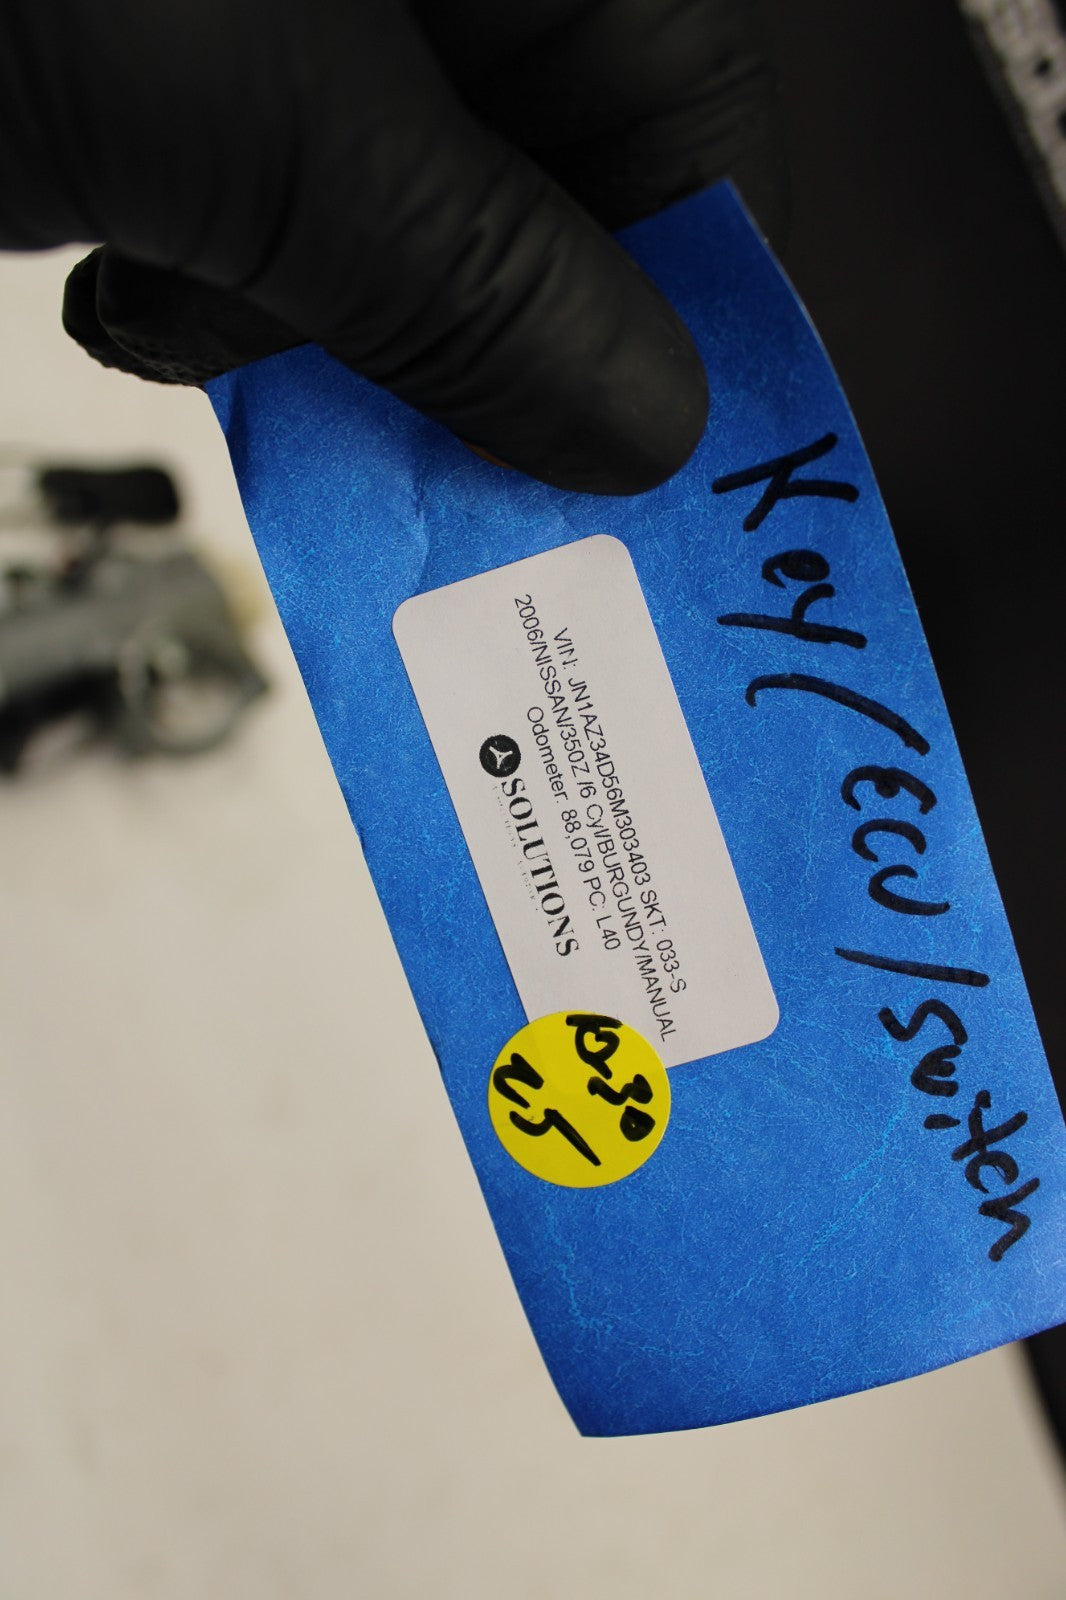 Key/ECU/Switch
VIN: JN1AZ34D56M303403 SKT: 033-S
2006/NISSAN/350Z /6 Cyl/BURGUNDY/MANUAL
Odometer: 88,079 PC: L40
SOLUTIONS
25